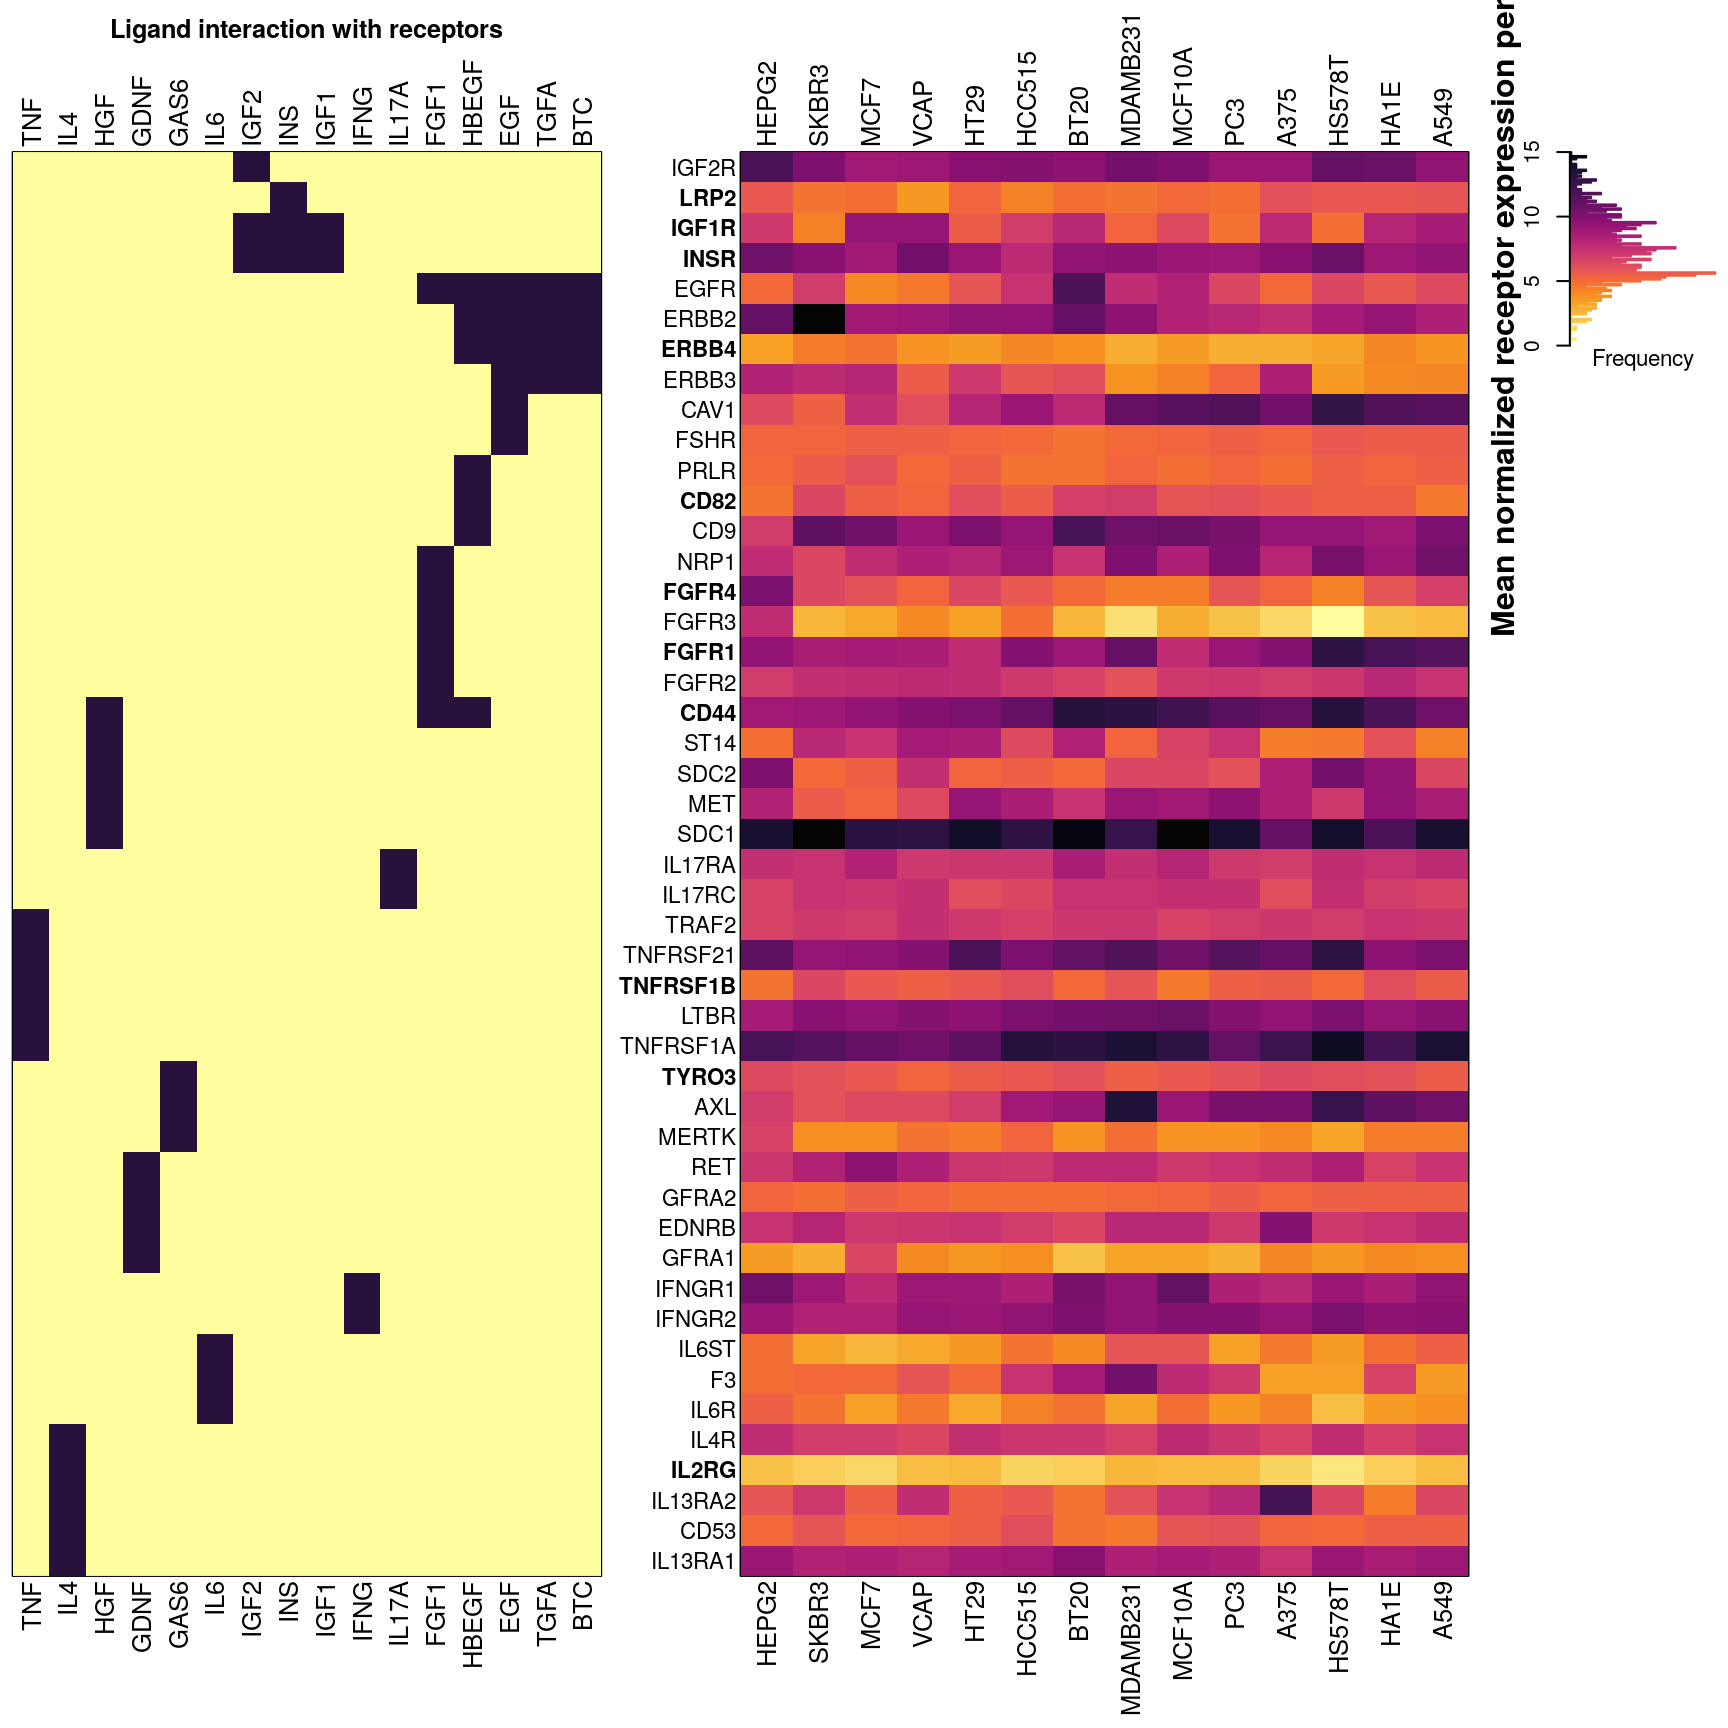 Ligand interaction with receptors
TNF
IL4
HGF
GDNF
GAS6
IL6
IGF2
INS
IGF1
IFNG
IL17A
FGF1
HBEGF
EGF
TGFA
BTC
HEPG2
SKBR3
MCF7
VCAP
HT29
HCC515
BT20
MDAMB231
MCF10A
PC3
A375
HS578T
HA1E
A549
IGF2R
LRP2
IGF1R
INSR
EGFR
ERBB2
ERBB4
ERBB3
CAV1
FSHR
PRLR
CD82
CD9
NRP1
FGFR4
FGFR3
FGFR1
FGFR2
CD44
ST14
SDC2
MET
SDC1
IL17RA
IL17RC
TRAF2
TNFRSF21
TNFRSF1B
LTBR
TNFRSF1A
TYRO3
AXL
MERTK
RET
GFRA2
EDNRB
GFRA1
IFNGR1
IFNGR2
IL6ST
F3
IL6R
IL4R
IL2RG
IL13RA2
CD53
IL13RA1
TNF
IL4
HGF
GDNF
GAS6
IL6
IGF2
INS
IGF1
IFNG
IL17A
FGF1
HBEGF
EGF
TGFA
BTC
HEPG2
SKBR3
MCF7
VCAP
HT29
HCC515
BT20
MDAMB231
MCF10A
PC3
A375
HS578T
HA1E
A549
Mean normalized receptor expression per
15
10
5
0
Frequency